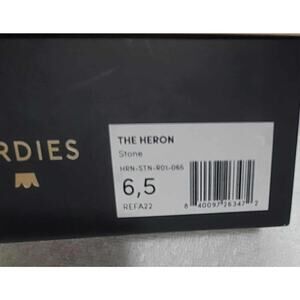 RDIES
THE HERON
Stone
HRN-STN-R01-065
6,5
REFA22
8 40097 26347 2